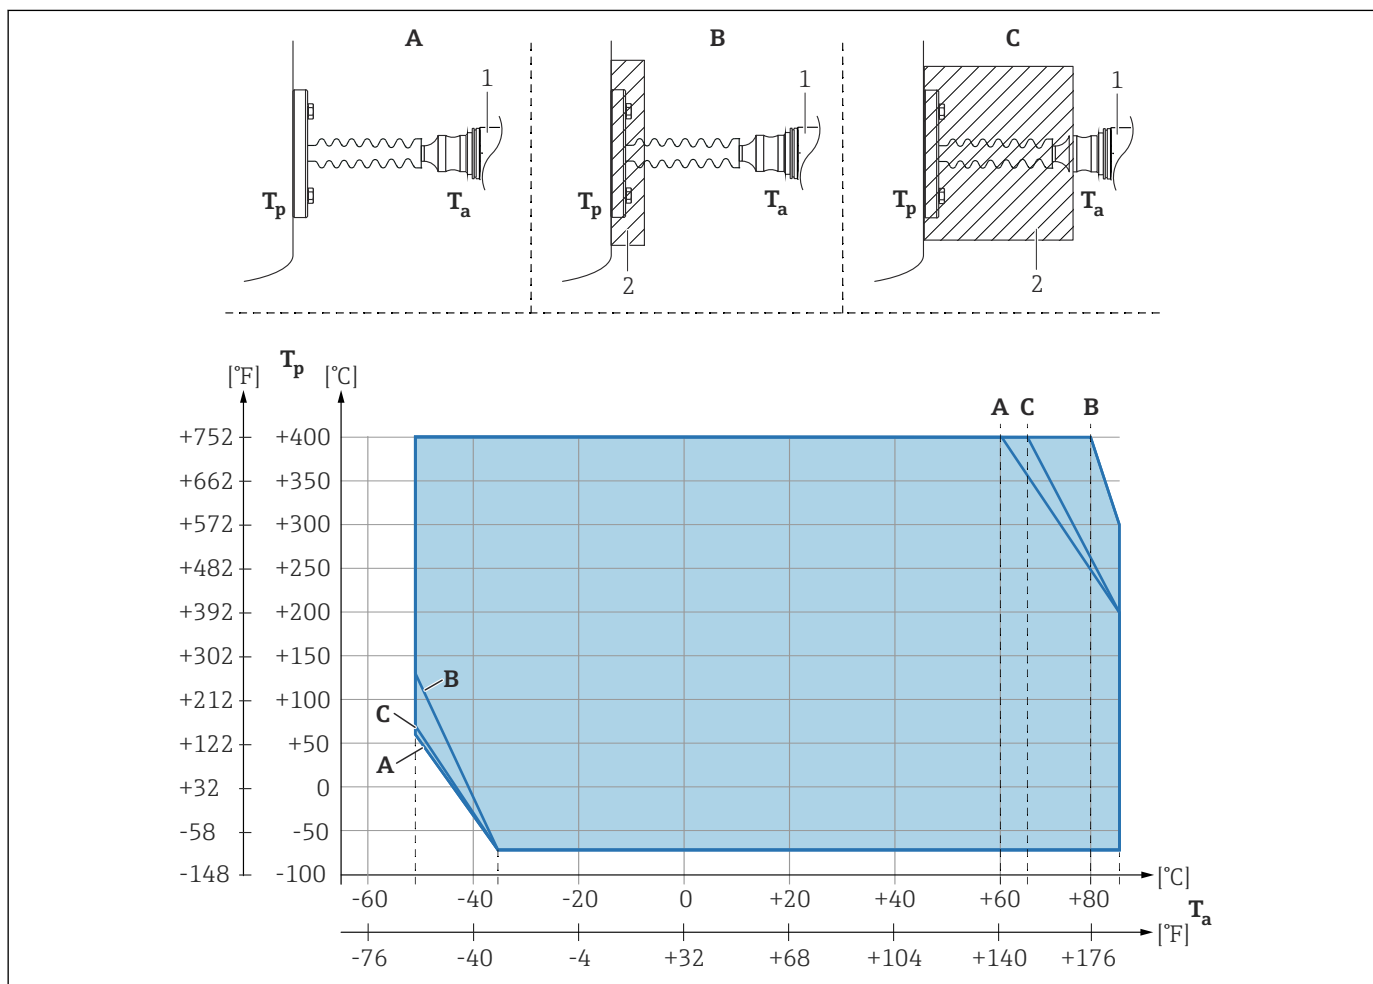 A B C
1 1 1
Tp Ta Tp Ta Tp Ta
2 2
Tp
[°F] [°C]
A C B
+752 +400
+662 +350
+572 +300
+482 +250
+392 +200
+302 +150
+212 +100
B
C
+122 +50
A
+32 0
-58 -50
-148 -100
[°C]
-60 -40 -20 0 +20 +40 +60 +80
Ta
[°F]
-76 -40 -4 +32 +68 +104 +140 +176